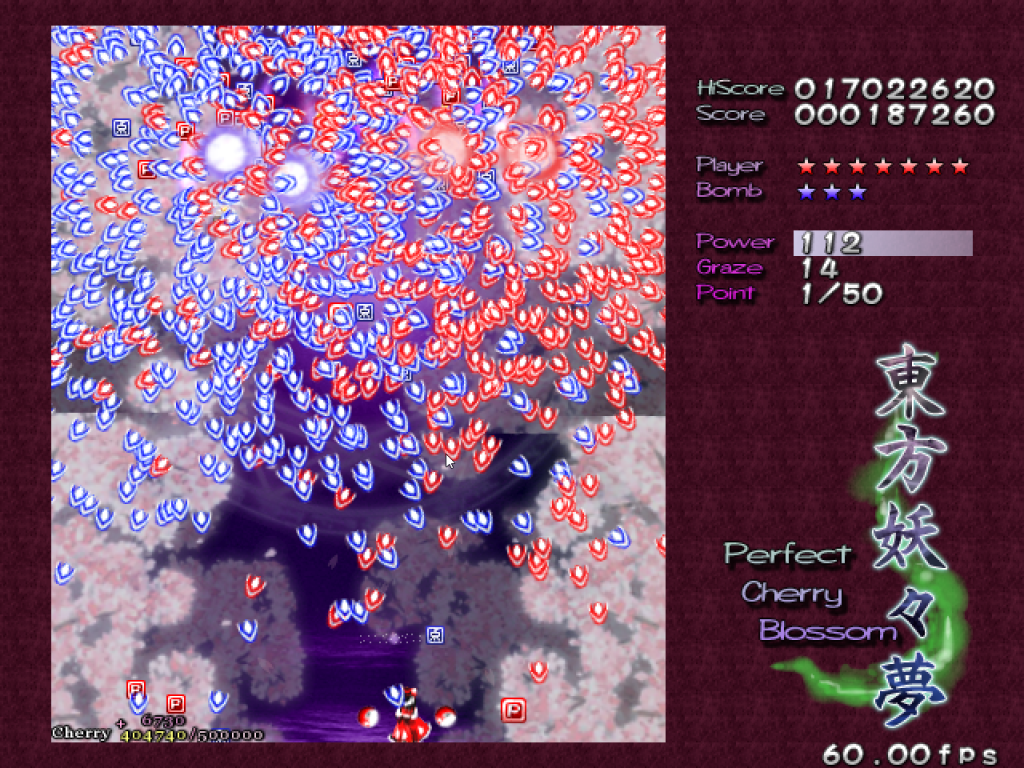 HiScore 017022620
Score 000187260
Player
Bomb
Power 112
Graze 14
Point 1/50
東方妖々夢
Perfect
Cherry
Blossom
+ 6730
Cherry 404740/500000
60.00fps